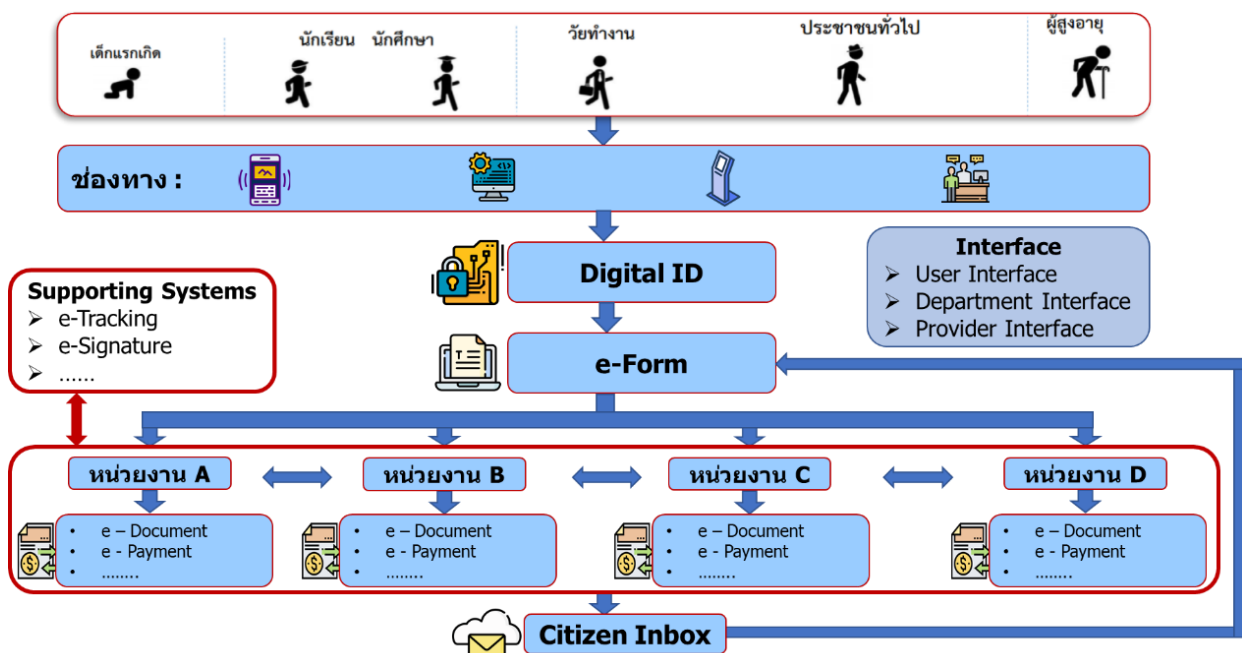 เด็กแรกเกิด
นักเรียน นักศึกษา
วัยทำงาน
ประชาชนทั่วไป
ผู้สูงอายุ
ช่องทาง :
Digital ID
Interface
➢ User Interface
➢ Department Interface
➢ Provider Interface
Supporting Systems
➢ e-Tracking
➢ e-Signature
➢ ......
e-Form
หน่วยงาน A
หน่วยงาน B
หน่วยงาน C
หน่วยงาน D
• e – Document
• e - Payment
• ........
• e – Document
• e - Payment
• ........
• e – Document
• e - Payment
• ........
• e – Document
• e - Payment
• ........
Citizen Inbox